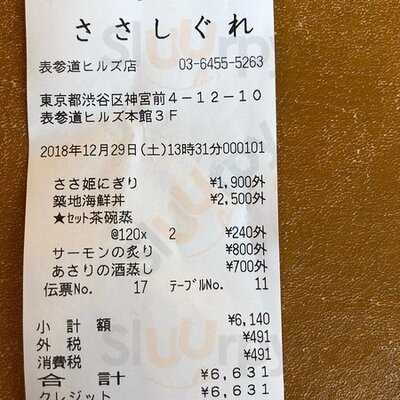 ささしぐれ
表参道ヒルズ店 03-6455-5263
東京都渋谷区神宮前4-12-10
表参道ヒルズ本館3F
2018年12月29日(土)13時31分000101
ささ姫にぎり ¥1,900外
築地海鮮丼 ¥2,500外
★ｾｯﾄ茶碗蒸
@120x 2 ¥240外
サーモンの炙り ¥800外
あさりの酒蒸し ¥700外
伝票No. 17 ﾃｰﾌﾞﾙNo. 11
小計額 ¥6,140
外税 ¥491
消費税 ¥491
合計 ¥6,631
クレジット ¥6,631
Slurrp